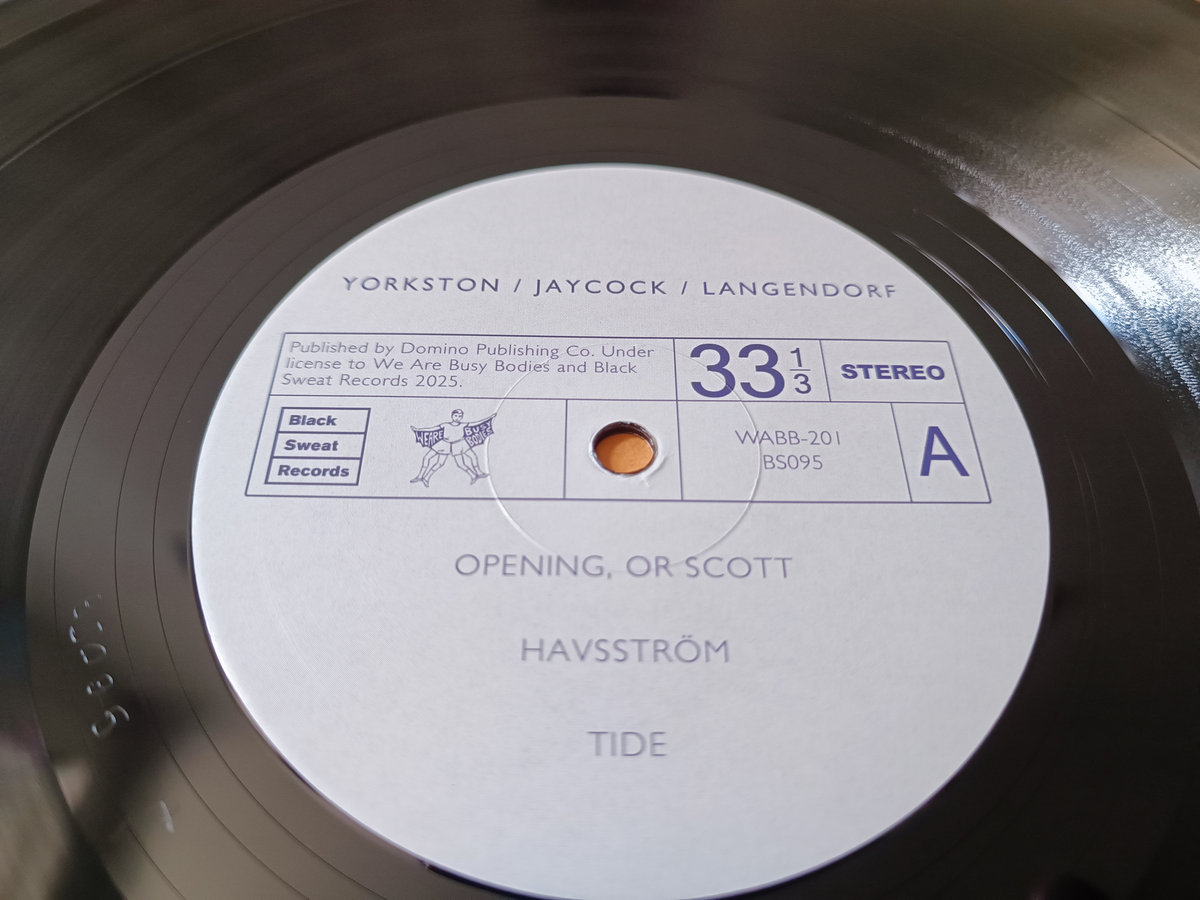 YORKSTON / JAYCOCK / LANGENDORF
Published by Domino Publishing Co. Under
license to We Are Busy Bodies and Black
Sweat Records 2025.
33 1/3
STEREO
Black
Sweat
Records
WE ARE BUSY BODIES
WABB-201
BS095
A
OPENING, OR SCOTT
HAVSSTRÖM
TIDE